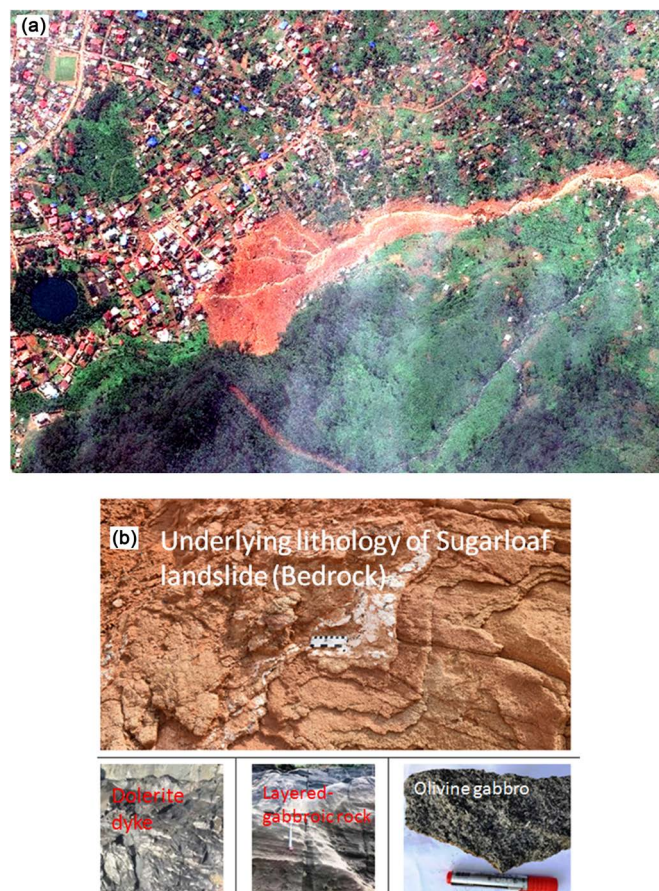 (a)
(b)
Underlying lithology of Sugarloaf
landslide (Bedrock)
Dolerite
dyke
Layered-
gabbroic rock
Olivine gabbro